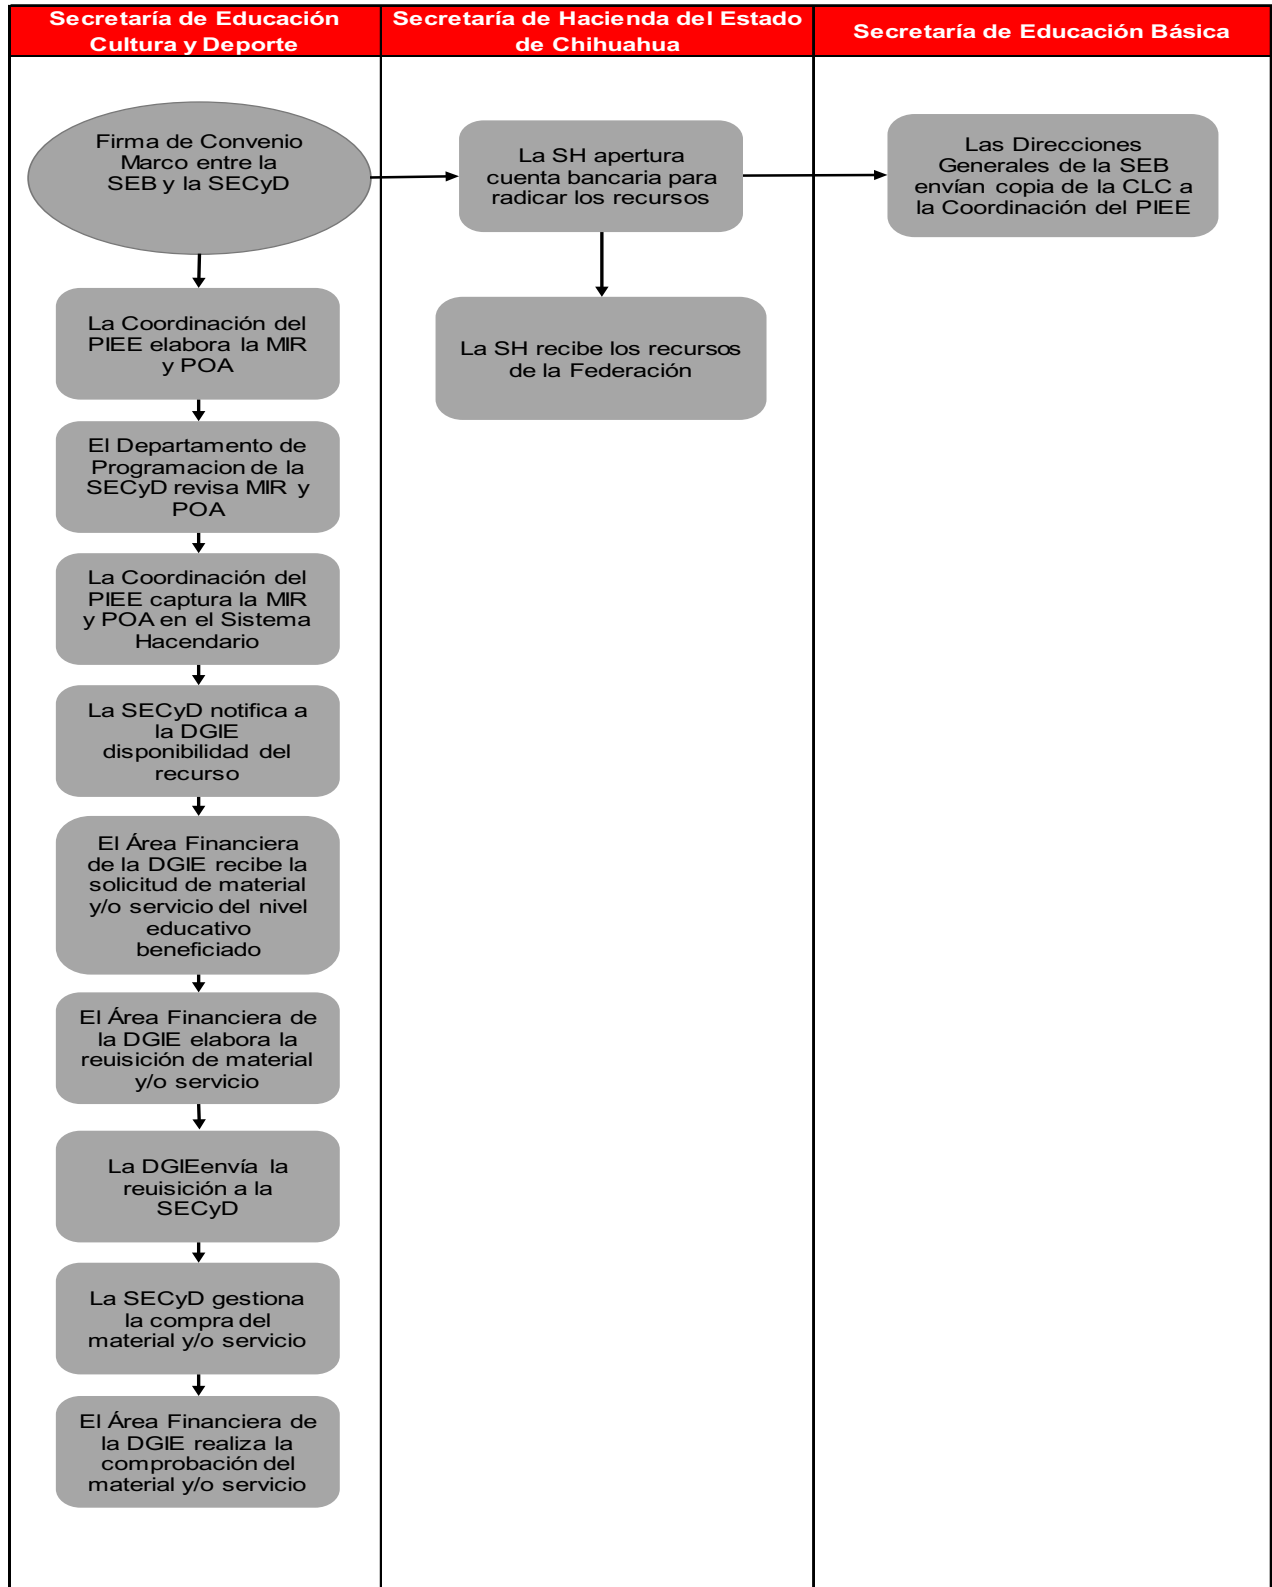 Secretaría de Educación
Cultura y Deporte
Secretaría de Hacienda del Estado
de Chihuahua
Secretaría de Educación Básica
Firma de Convenio
Marco entre la
SEB y la SECyD
La SH apertura
cuenta bancaria para
radicar los recursos
Las Direcciones
Generales de la SEB
envían copia de la CLC a
la Coordinación del PIEE
La Coordinación del
PIEE elabora la MIR
y POA
La SH recibe los recursos
de la Federación
El Departamento de
Programacion de la
SECyD revisa MIR y
POA
La Coordinación del
PIEE captura la MIR
y POA en el Sistema
Hacendario
La SECyD notifica a
la DGIE
disponibilidad del
recurso
El Área Financiera
de la DGIE recibe la
solicitud de material
y/o servicio del nivel
educativo
beneficiado
El Área Financiera de
la DGIE elabora la
reuisición de material
y/o servicio
La DGIEenvía la
reuisición a la
SECyD
La SECyD gestiona
la compra del
material y/o servicio
El Área Financiera de
la DGIE realiza la
comprobación del
material y/o servicio